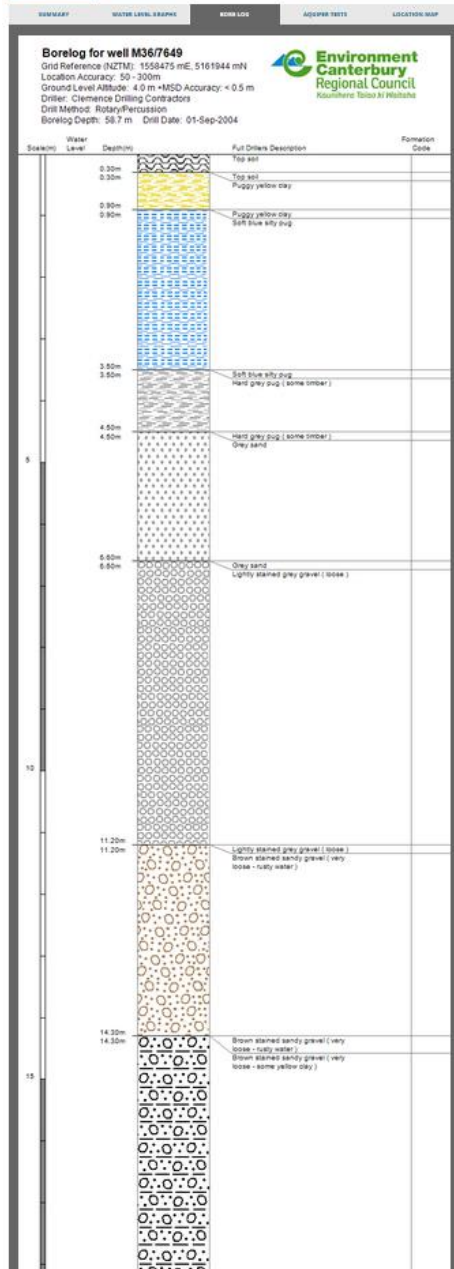 SUMMARY
WATER LEVEL GRAPHS
BORE LOG
AQUIFER TESTS
LOCATION MAP
Borelog for well M36/7649
Grid Reference (NZTM): 1558475 mE, 5161944 mN
Location Accuracy: 50 - 300m
Ground Level Altitude: 4.0 m +MSD Accuracy: < 0.5 m
Driller: Clemence Drilling Contractors
Drill Method: Rotary/Percussion
Borelog Depth: 58.7 m Drill Date: 01-Sep-2004
Environment
Canterbury
Regional Council
Kaunihera Taiao ki Waitaha
Scale(m)
Water
Level
Depth(m)
Full Drillers Description
Formation
Code
Top soil
0.30m
0.30m
Top soil
Puggy yellow clay
0.90m
0.90m
Puggy yellow clay
Soft blue silty pug
3.50m
3.50m
Soft blue silty pug
Hard grey pug ( some timber )
4.50m
4.50m
Hard grey pug ( some timber )
Grey sand
5
6.60m
6.60m
Grey sand
Lightly stained grey gravel ( loose )
10
11.20m
11.20m
Lightly stained grey gravel ( loose )
Brown stained sandy gravel ( very
loose - rusty water )
14.30m
14.30m
Brown stained sandy gravel ( very
loose - rusty water )
Brown stained sandy gravel ( very
loose - some yellow clay )
15